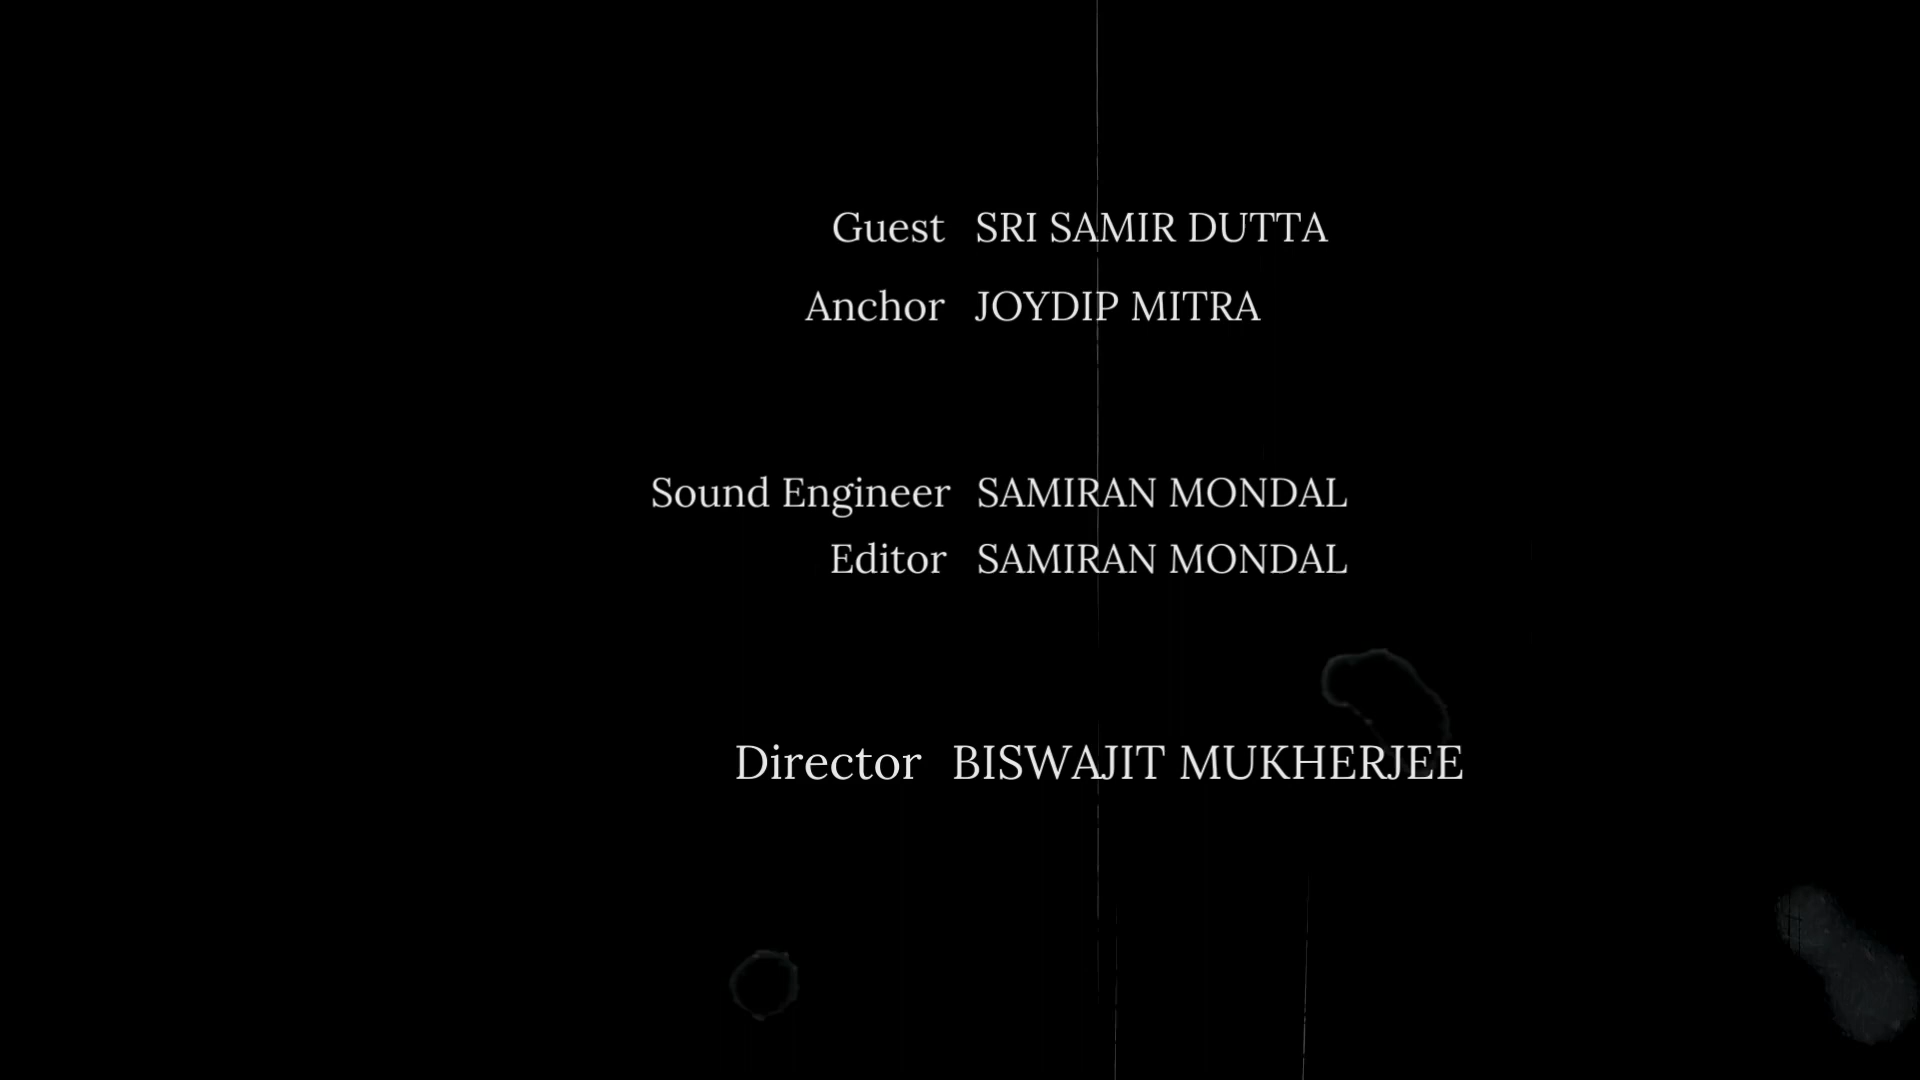 Guest SRI SAMIR DUTTA
Anchor JOYDIP MITRA
Sound Engineer SAMIRAN MONDAL
Editor SAMIRAN MONDAL
Director BISWAJIT MUKHERJEE